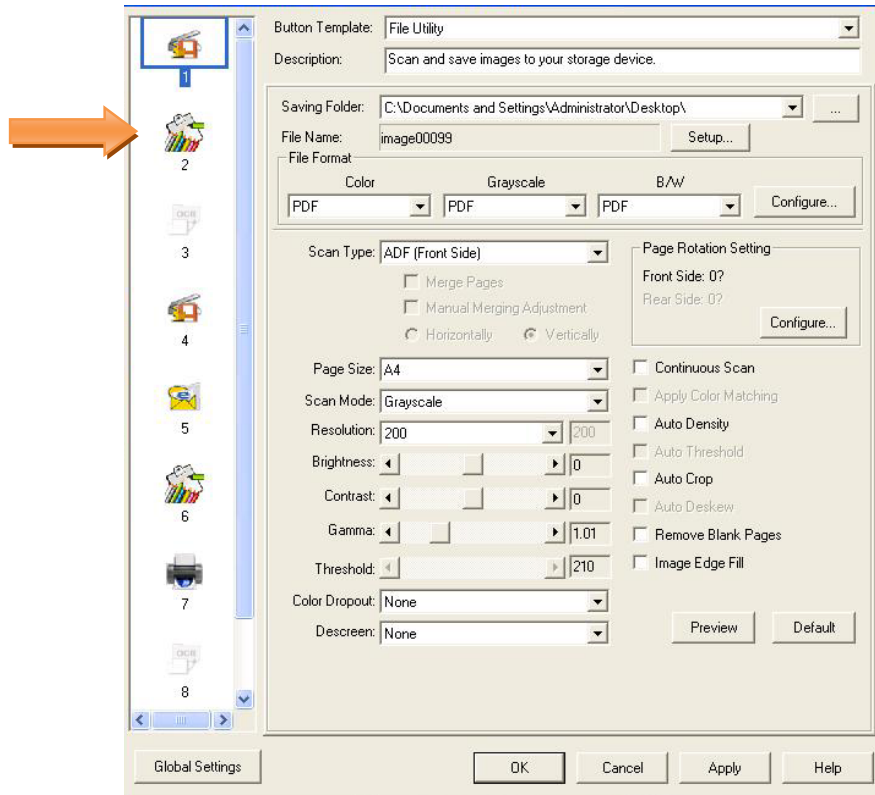 1
2
OCR
3
4
5
6
7
OCR
8
Button Template: File Utility
Description: Scan and save images to your storage device.
Saving Folder: C:\Documents and Settings\Administrator\Desktop\ ...
File Name: image00099 Setup...
File Format
Color Grayscale B/W
PDF PDF PDF Configure...
Scan Type: ADF (Front Side)
Merge Pages
Manual Merging Adjustment
Horizontally Vertically
Page Rotation Setting
Front Side: 0?
Rear Side: 0?
Configure...
Page Size: A4
Scan Mode: Grayscale
Resolution: 200 200
Brightness: 0
Contrast: 0
Gamma: 1.01
Threshold: 210
Color Dropout: None
Descreen: None
Continuous Scan
Apply Color Matching
Auto Density
Auto Threshold
Auto Crop
Auto Deskew
Remove Blank Pages
Image Edge Fill
Preview Default
Global Settings OK Cancel Apply Help